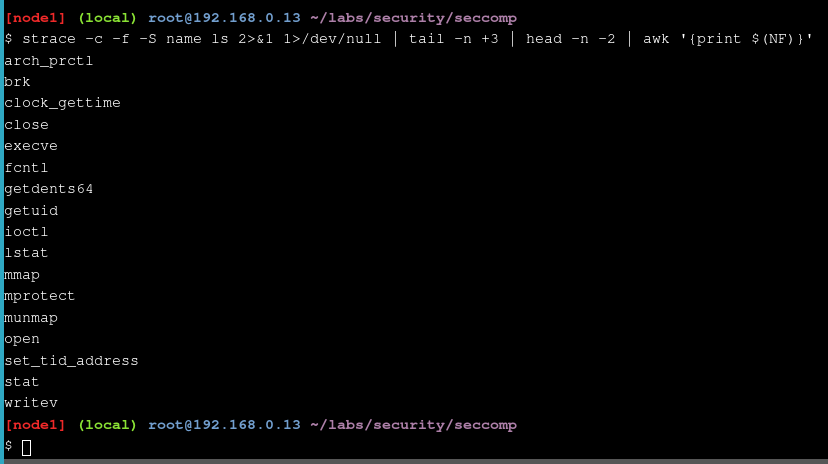 [node1] (local) root@192.168.0.13 ~/labs/security/seccomp
$ strace -c -f -S name ls 2>&1 1>/dev/null | tail -n +3 | head -n -2 | awk '{print $(NF)}'
arch_prctl
brk
clock_gettime
close
execve
fcntl
getdents64
getuid
ioctl
lstat
mmap
mprotect
munmap
open
set_tid_address
stat
writev
[node1] (local) root@192.168.0.13 ~/labs/security/seccomp
$